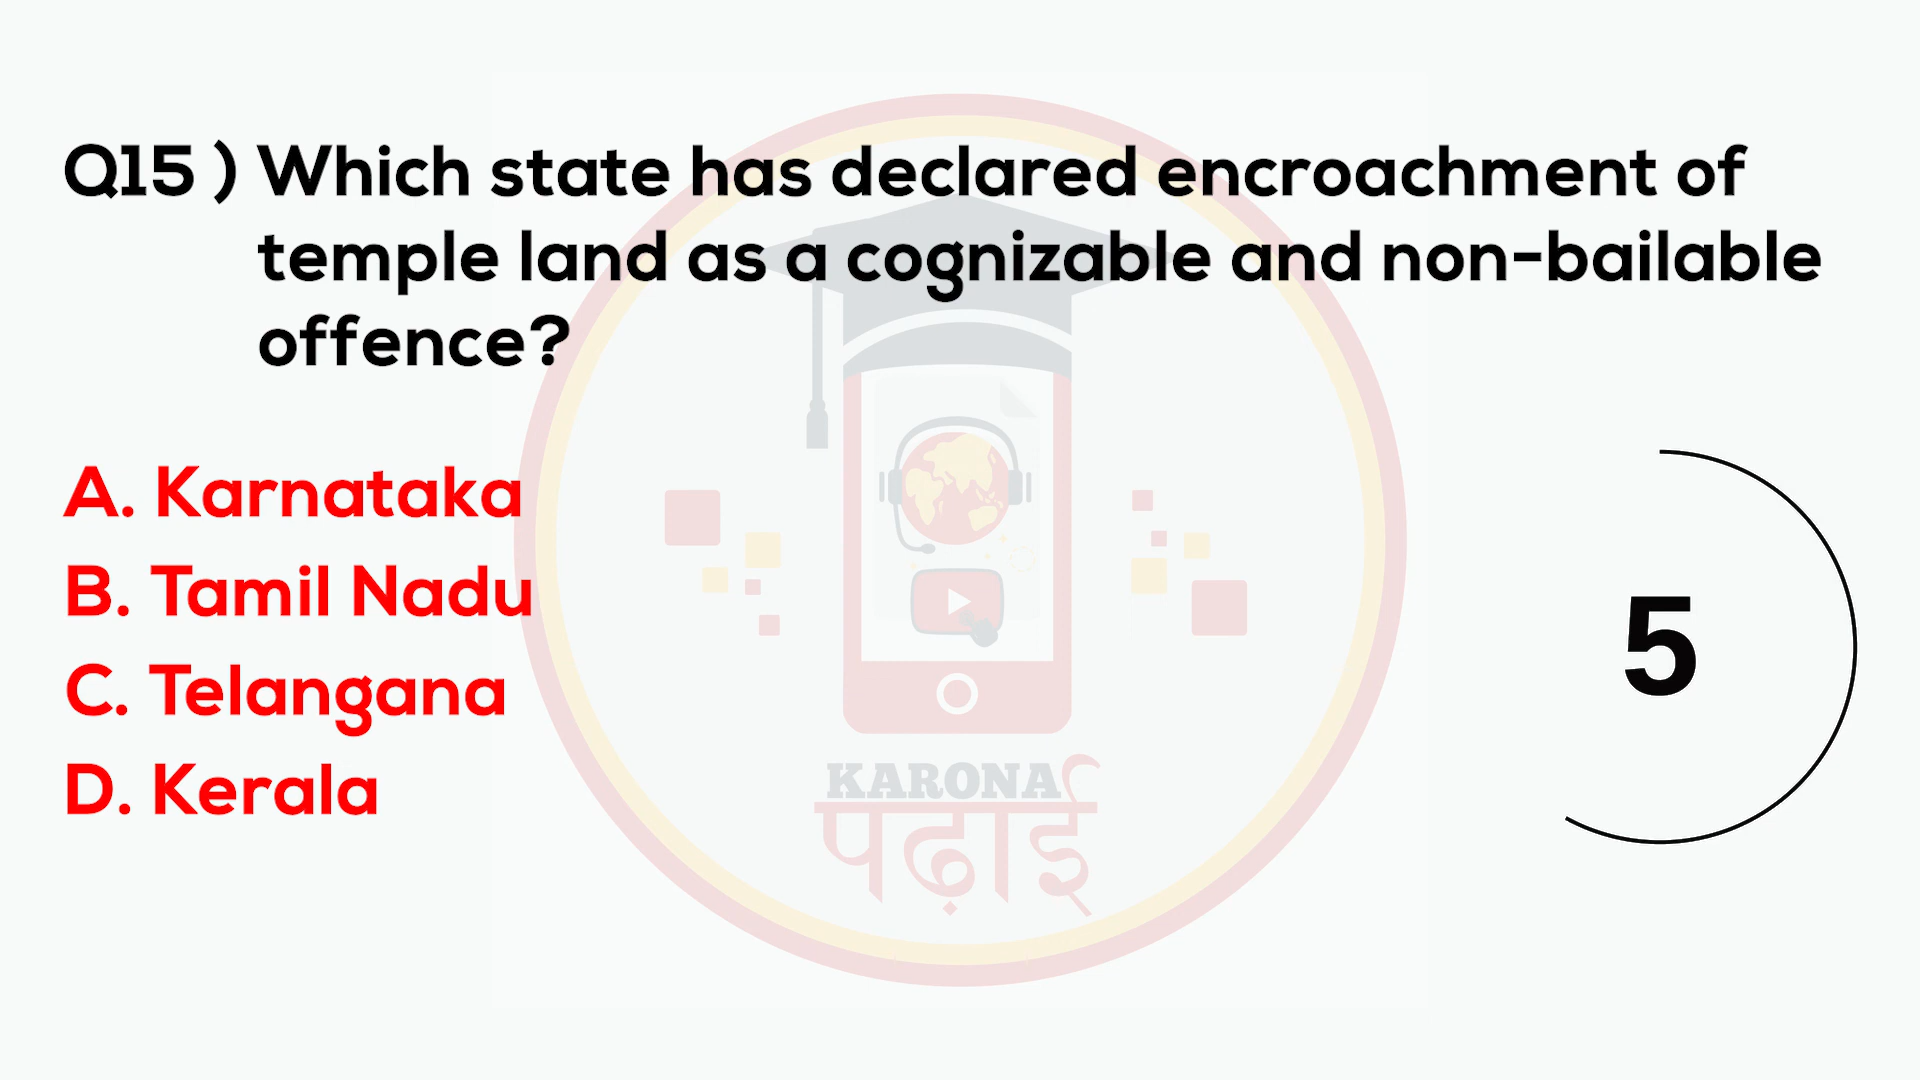 Q15 ) Which state has declared encroachment of
temple land as a cognizable and non-bailable
offence?
A. Karnataka
B. Tamil Nadu
C. Telangana
D. Kerala
5
KARONA
पढ़ाई